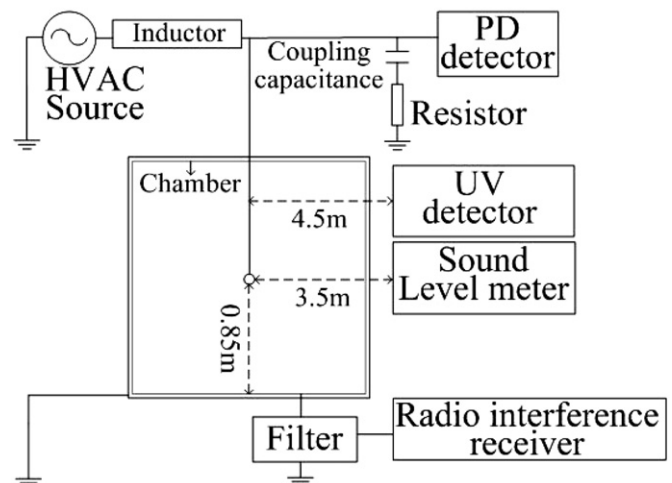 HVAC
Source
Inductor
Coupling
capacitance
PD
detector
Resistor
Chamber
4.5m
UV
detector
3.5m
Sound
Level meter
0.85m
Filter
Radio interference
receiver